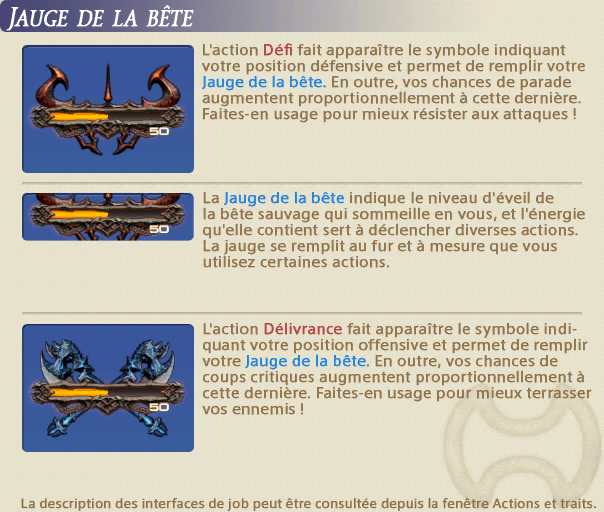 JAUGE DE LA BÊTE
L'action Défi fait apparaître le symbole indiquant
votre position défensive et permet de remplir votre
Jauge de la bête. En outre, vos chances de parade
augmentent proportionnellement à cette dernière.
Faites-en usage pour mieux résister aux attaques !
50
La Jauge de la bête indique le niveau d'éveil de
la bête sauvage qui sommeille en vous, et l'énergie
qu'elle contient sert à déclencher diverses actions.
La jauge se remplit au fur et à mesure que vous
utilisez certaines actions.
50
L'action Délivrance fait apparaître le symbole indi-
quant votre position offensive et permet de remplir
votre Jauge de la bête. En outre, vos chances de
coups critiques augmentent proportionnellement à
cette dernière. Faites-en usage pour mieux terrasser
vos ennemis !
50
La description des interfaces de job peut être consultée depuis la fenêtre Actions et traits.